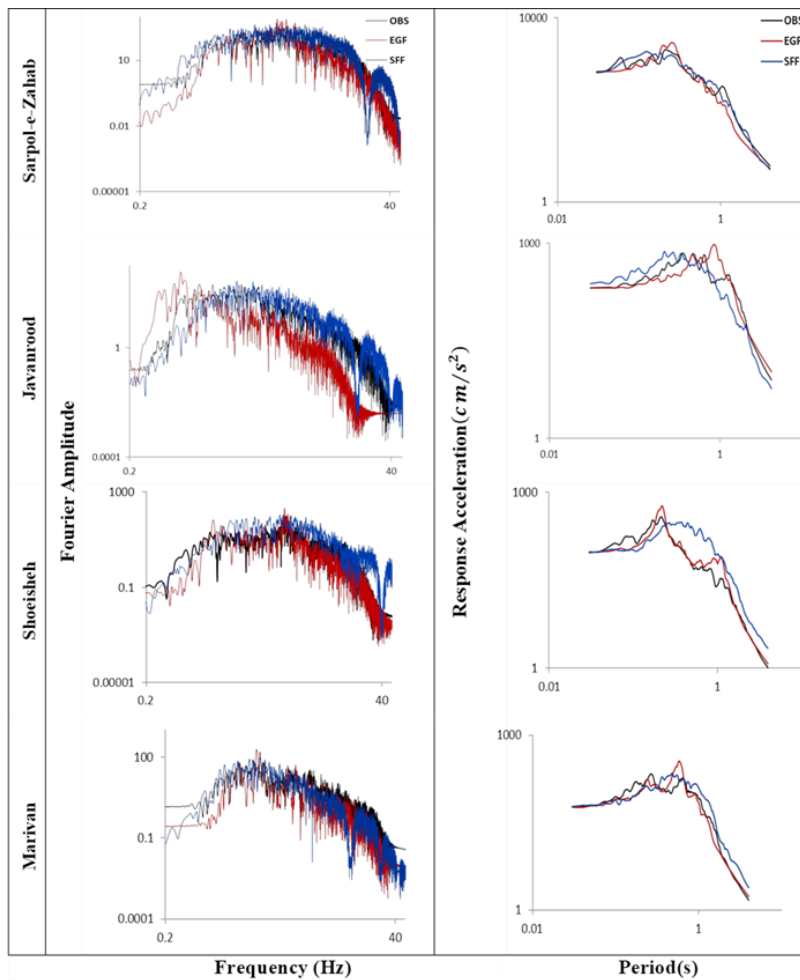 Sarpol-e-Zahab
Fourier Amplitude
10
0.01
0.00001
0.2
40
OBS
EGF
SFF
Response Acceleration(cm/s²)
10000
1
0.01
1
OBS
EGF
SFF
Javanrood
1
0.0001
0.2
40
1000
1
0.01
1
Shoeisheh
1000
0.1
0.00001
0.2
40
1000
1
0.01
1
Marivan
100
0.1
0.0001
0.2
40
1000
1
0.01
1
Frequency (Hz)
Period(s)